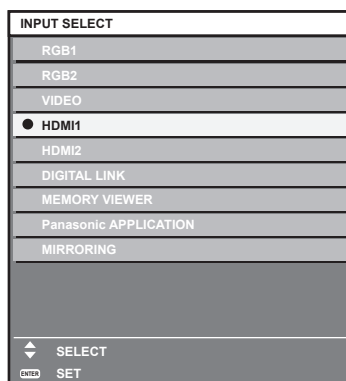 INPUT SELECT
RGB1
RGB2
VIDEO
HDMI1
HDMI2
DIGITAL LINK
MEMORY VIEWER
Panasonic APPLICATION
MIRRORING
SELECT
ENTER SET